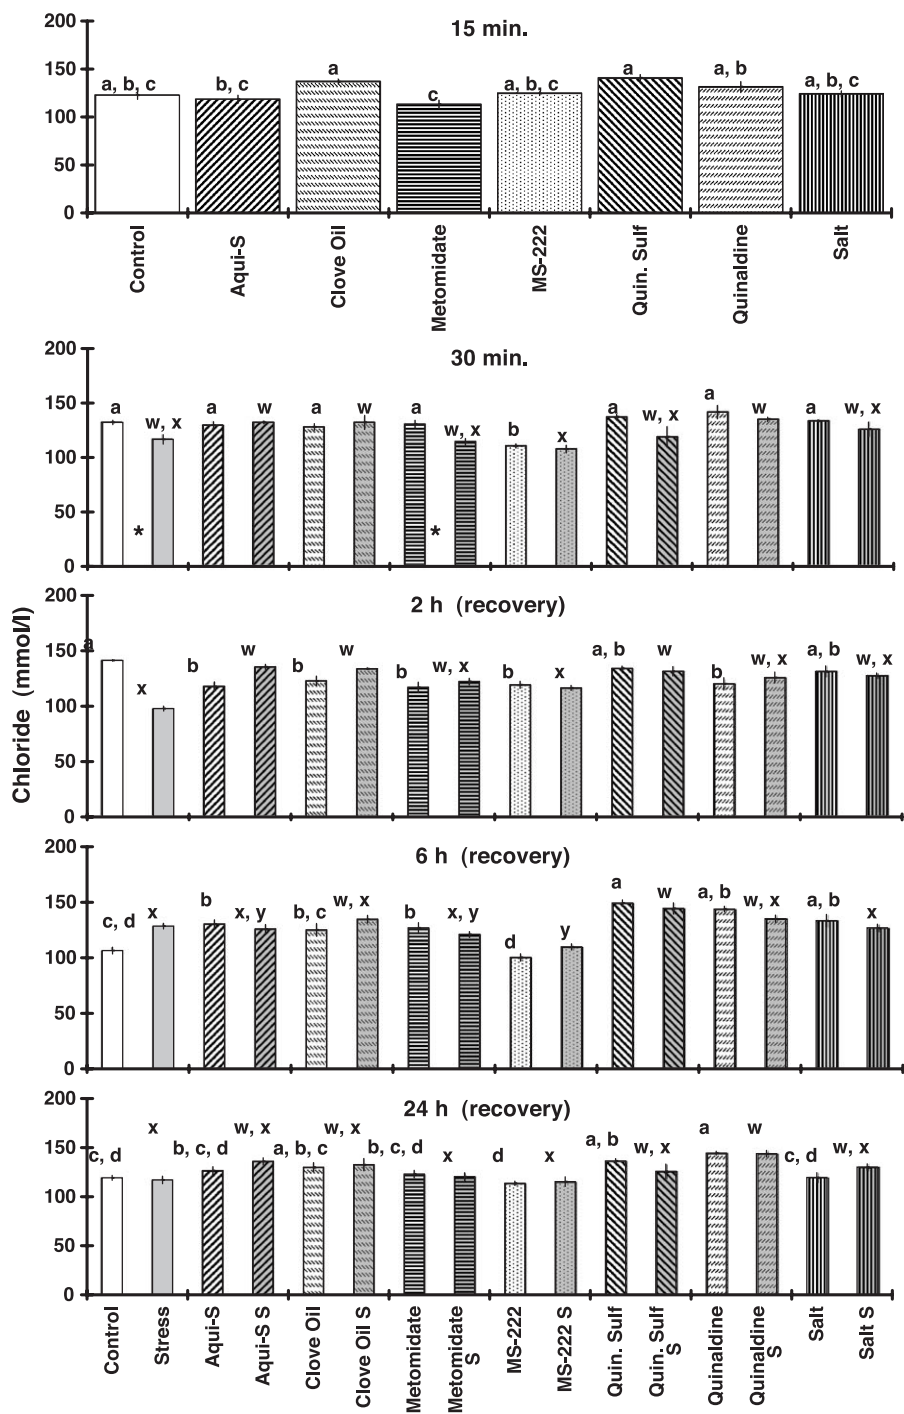 15 min.
200
150
100
50
0
a, b, c
b, c
a
c
a, b, c
a
a, b
a, b, c
Control
Aqui-S
Clove Oil
Metomidate
MS-222
Quin. Sulf
Quinaldine
Salt
30 min.
200
150
100
50
0
a
w, x
a
w
a
w
a
w, x
b
x
a
w, x
a
w
a
w, x
*
*
Chloride (mmol/l)
2 h (recovery)
200
150
100
50
0
a
x
b
w
b
w
b
w, x
b
x
a, b
w
b
w, x
a, b
w, x
6 h (recovery)
200
150
100
50
0
c, d
x
b
x, y
b, c
w, x
b
x, y
d
y
a
w
a, b
w, x
a, b
x
24 h (recovery)
200
150
100
50
0
c, d
x
b, c, d
w, x
a, b, c
w, x
b, c, d
x
d
x
a, b
w, x
a
w
c, d
w, x
Control
Stress
Aqui-S
Aqui-S S
Clove Oil
Clove Oil S
Metomidate
Metomidate
S
MS-222
MS-222 S
Quin. Sulf
Quin. Sulf
S
Quinaldine
Quinaldine
S
Salt
Salt S